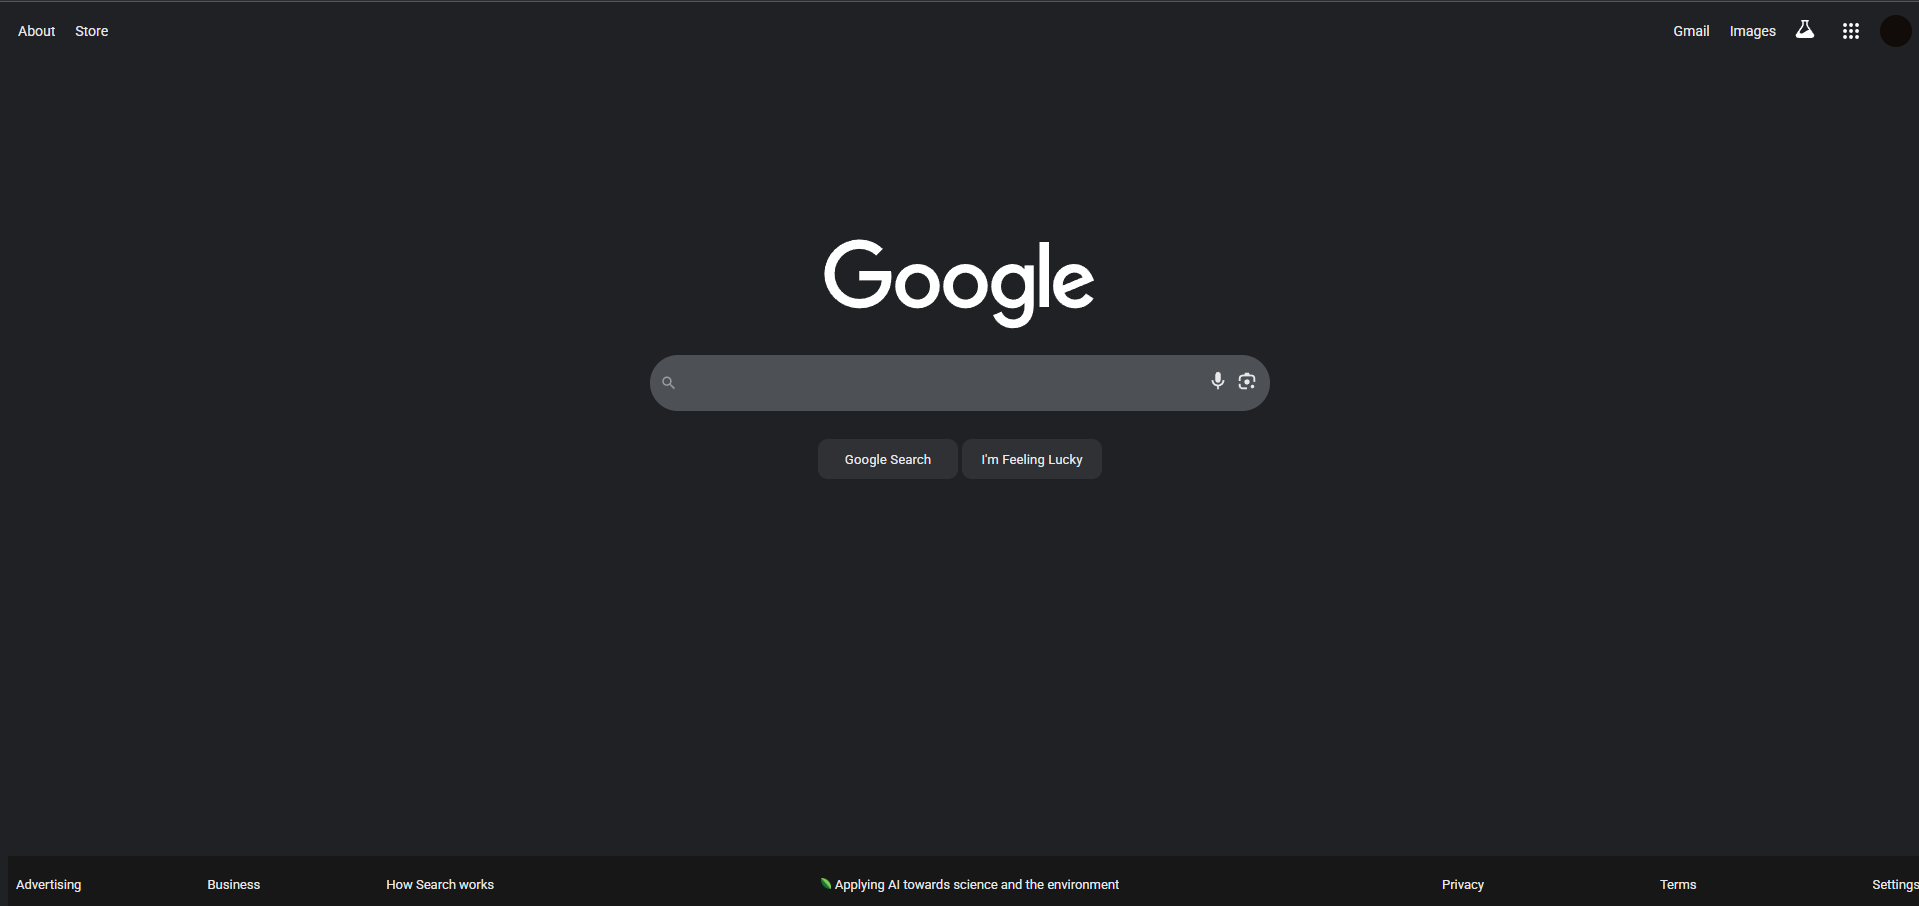 About Store Gmail Images
Google
Google Search I'm Feeling Lucky
Advertising Business How Search works Applying AI towards science and the environment Privacy Terms Settings